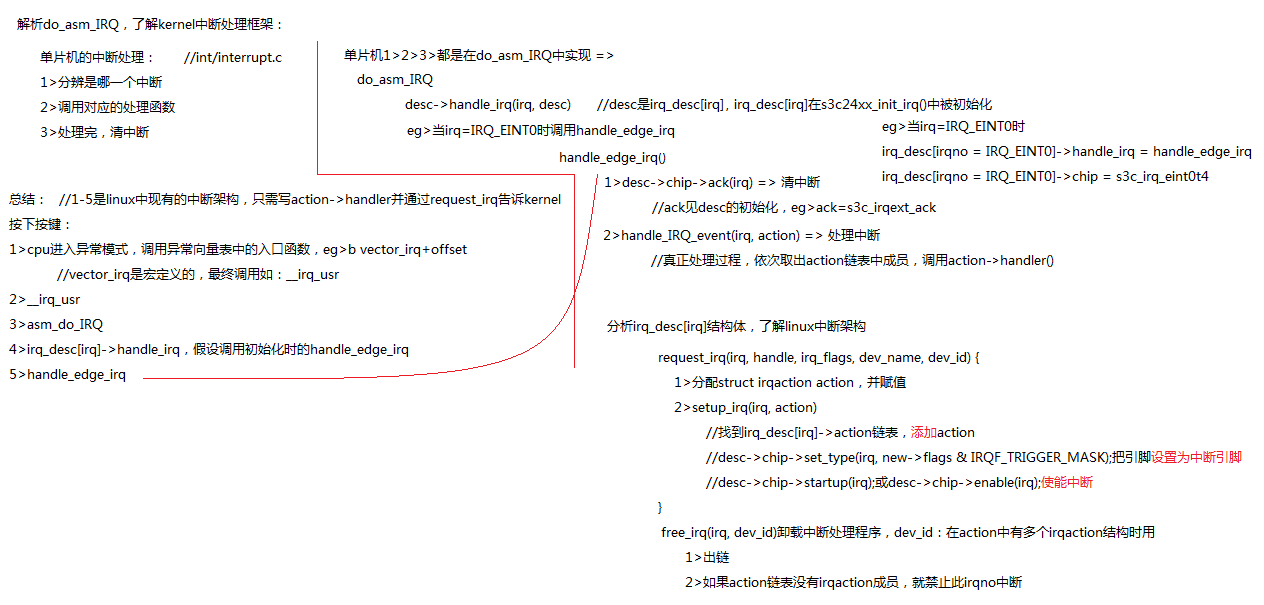 解析do_asm_IRQ，了解kernel中断处理框架：
单片机的中断处理： //int/interrupt.c
1>分辨是哪一个中断
2>调用对应的处理函数
3>处理完，清中断
单片机1>2>3>都是在do_asm_IRQ中实现 =>
do_asm_IRQ
desc->handle_irq(irq, desc) //desc是irq_desc[irq]，irq_desc[irq]在s3c24xx_init_irq()中被初始化
eg>当irq=IRQ_EINT0时调用handle_edge_irq
eg>当irq=IRQ_EINT0时
irq_desc[irqno = IRQ_EINT0]->handle_irq = handle_edge_irq
irq_desc[irqno = IRQ_EINT0]->chip = s3c_irq_eint0t4
handle_edge_irq()
1>desc->chip->ack(irq) => 清中断
//ack见desc的初始化，eg>ack=s3c_irqext_ack
2>handle_IRQ_event(irq, action) => 处理中断
//真正处理过程，依次取出action链表中成员，调用action->handler()
总结： //1-5是linux中现有的中断架构，只需写action->handler并通过request_irq告诉kernel
按下按键：
1>cpu进入异常模式，调用异常向量表中的入口函数，eg>b vector_irq+offset
//vector_irq是宏定义的，最终调用如：__irq_usr
2>__irq_usr
3>asm_do_IRQ
4>irq_desc[irq]->handle_irq，假设调用初始化时的handle_edge_irq
5>handle_edge_irq
分析irq_desc[irq]结构体，了解linux中断架构
request_irq(irq, handle, irq_flags, dev_name, dev_id) {
1>分配struct irqaction action，并赋值
2>setup_irq(irq, action)
//找到irq_desc[irq]->action链表，添加action
//desc->chip->set_type(irq, new->flags & IRQF_TRIGGER_MASK);把引脚设置为中断引脚
//desc->chip->startup(irq);或desc->chip->enable(irq);使能中断
}
free_irq(irq, dev_id)卸载中断处理程序，dev_id：在action中有多个irqaction结构时用
1>出链
2>如果action链表没有irqaction成员，就禁止此irqno中断